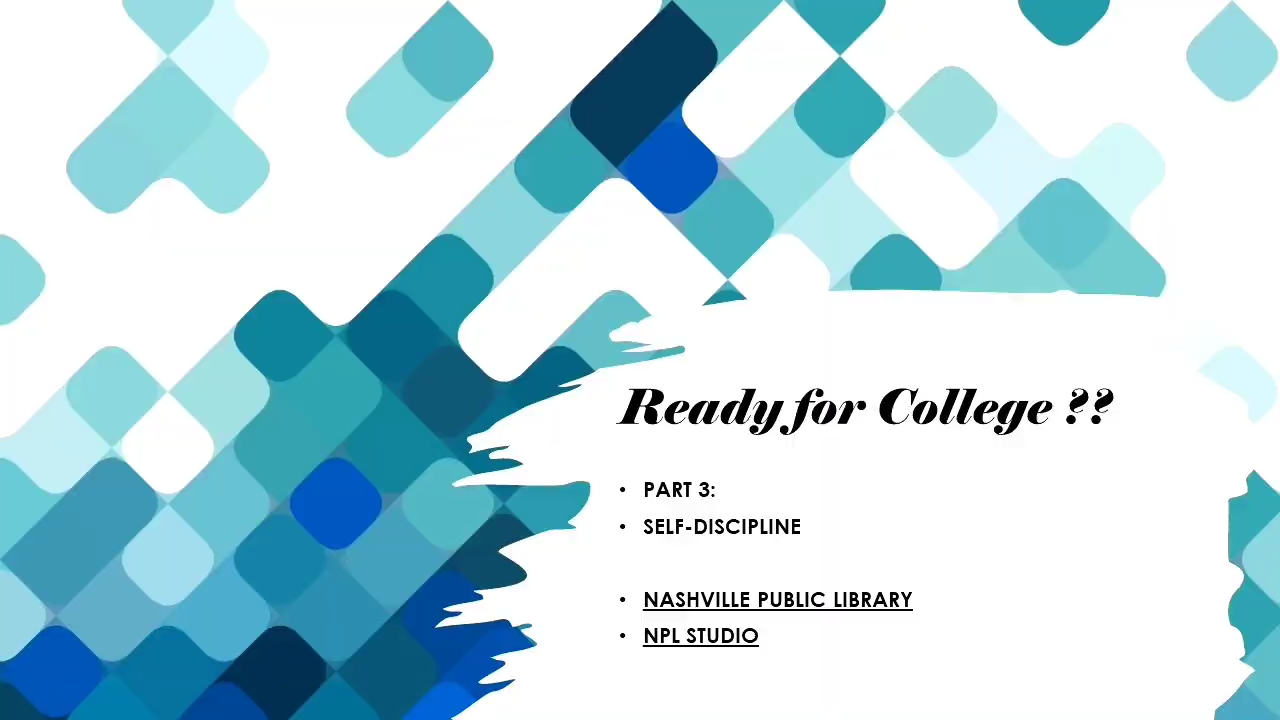 Ready for College ??
• PART 3:
• SELF-DISCIPLINE
• NASHVILLE PUBLIC LIBRARY
• NPL STUDIO